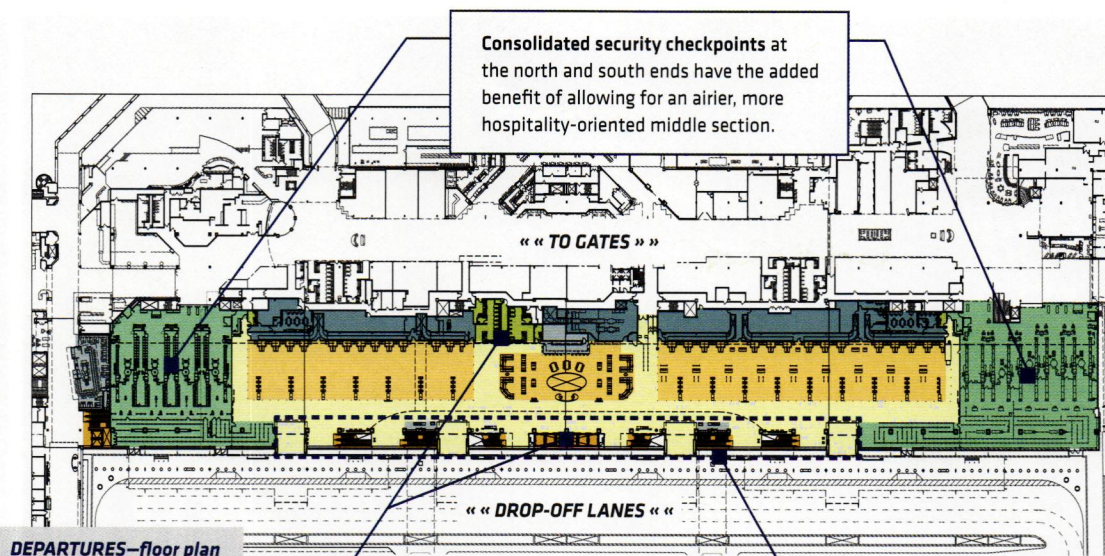 Consolidated security checkpoints at
the north and south ends have the added
benefit of allowing for an airier, more
hospitality-oriented middle section.
« « TO GATES » »
« « DROP-OFF LANES « «
DEPARTURES—floor plan